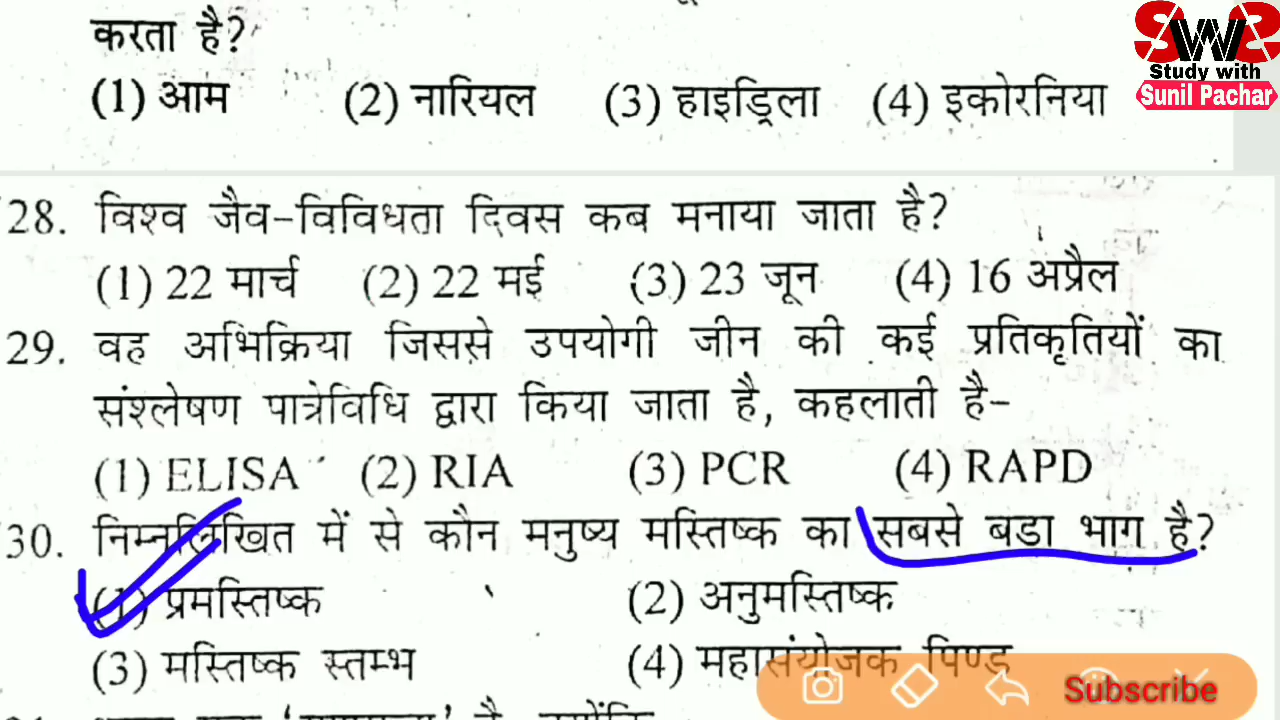 करता है?
(1) आम (2) नारियल (3) हाइड्रिला (4) इकोरनिया
SWS
Study with
Sunil Pachar
28. विश्व जैव-विविधता दिवस कब मनाया जाता है?
(1) 22 मार्च (2) 22 मई (3) 23 जून (4) 16 अप्रैल
29. वह अभिक्रिया जिससे उपयोगी जीन की कई प्रतिकृतियों का
संश्लेषण पात्रेविधि द्वारा किया जाता है, कहलाती है-
(1) ELISA (2) RIA (3) PCR (4) RAPD
30. निम्नलिखित में से कौन मनुष्य मस्तिष्क का सबसे बडा भाग है?
(1) प्रमस्तिष्क (2) अनुमस्तिष्क
(3) मस्तिष्क स्तम्भ (4) महासंयोजक पिण्ड
Subscribe